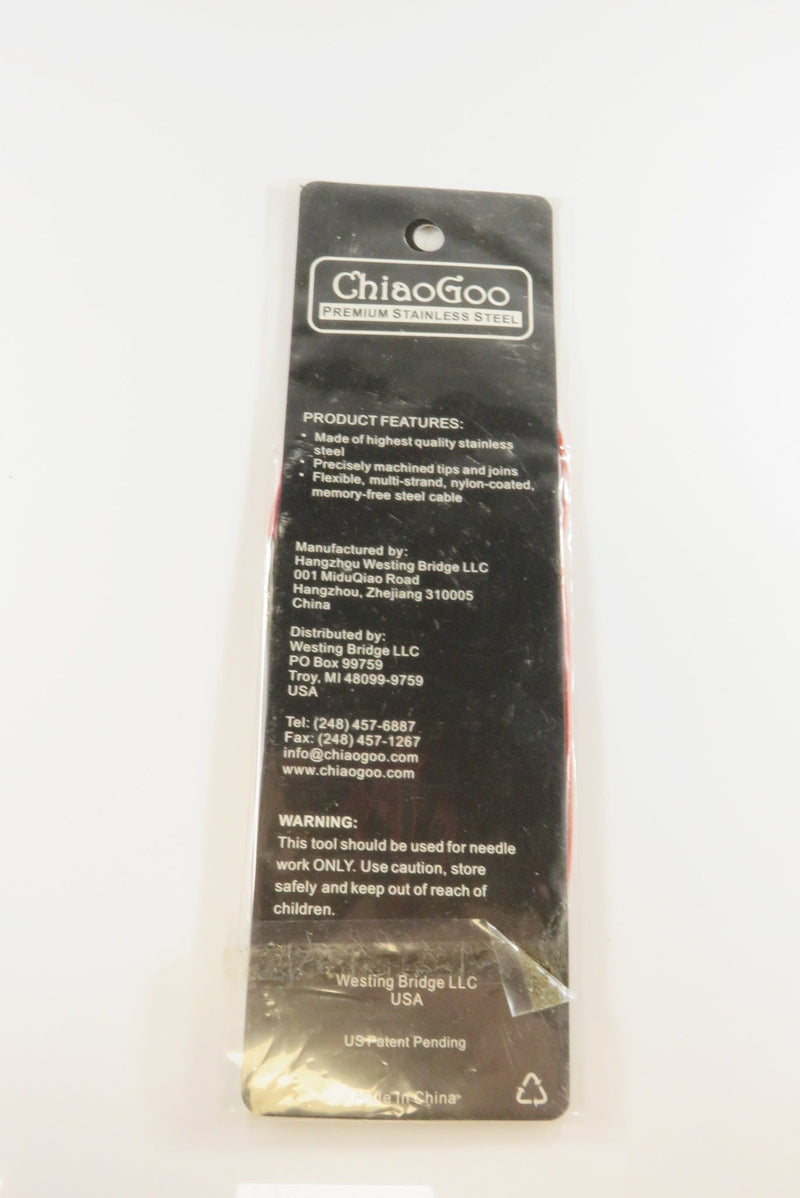 ChiaoGoo
PREMIUM STAINLESS STEEL
PRODUCT FEATURES:
• Made of highest quality stainless
steel
• Precisely machined tips and joins
• Flexible, multi-strand, nylon-coated,
memory-free steel cable
Manufactured by:
Hangzhou Westing Bridge LLC
001 MiduQiao Road
Hangzhou, Zhejiang 310005
China
Distributed by:
Westing Bridge LLC
PO Box 99759
Troy, MI 48099-9759
USA
Tel: (248) 457-6887
Fax: (248) 457-1267
info@chiaogoo.com
www.chiaogoo.com
WARNING:
This tool should be used for needle
work ONLY. Use caution, store
safely and keep out of reach of
children.
Westing Bridge LLC
USA
US Patent Pending
Made In China